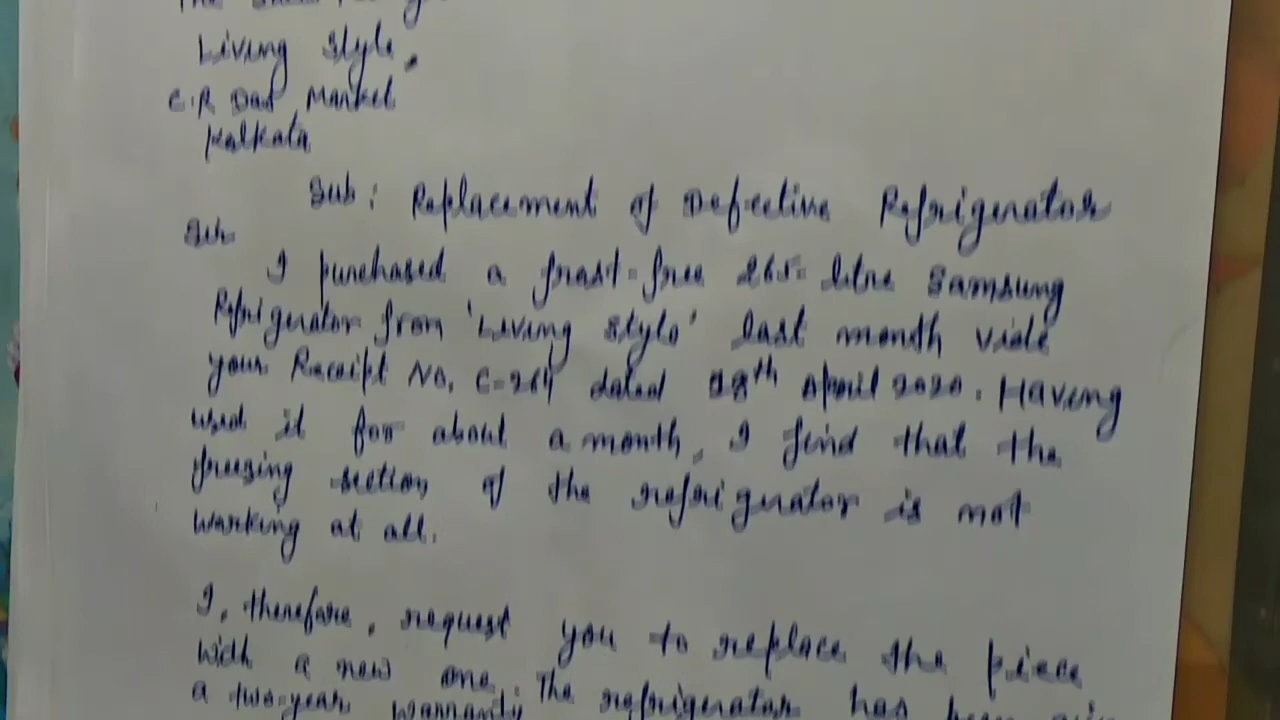 The
Living Style,
C.R Das Market
Kolkata
Sub: Replacement of Defective Refrigerator
Sir
I purchased a frost-free 265-litre Samsung
Refrigerator from 'Living Style' last month vide
your Receipt No. C=264 dated 28th April 2020. Having
used it for about a month, I find that the
freezing section of the refrigerator is not
working at all.
I, therefore, request you to replace the piece
with a new one. The refrigerator has been
a two-year warranty